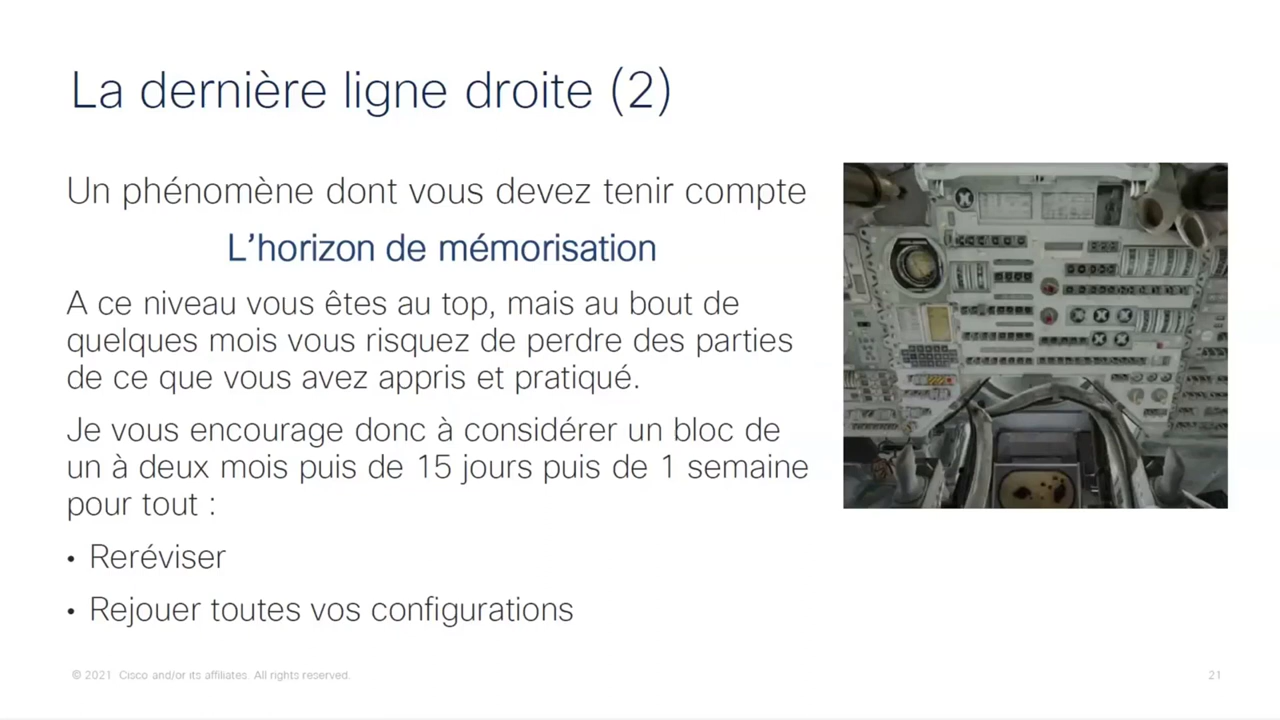 La dernière ligne droite (2)
Un phénomène dont vous devez tenir compte
L’horizon de mémorisation
A ce niveau vous êtes au top, mais au bout de
quelques mois vous risquez de perdre des parties
de ce que vous avez appris et pratiqué.
Je vous encourage donc à considérer un bloc de
un à deux mois puis de 15 jours puis de 1 semaine
pour tout :
• Reréviser
• Rejouer toutes vos configurations
© 2021 Cisco and/or its affiliates. All rights reserved.
21